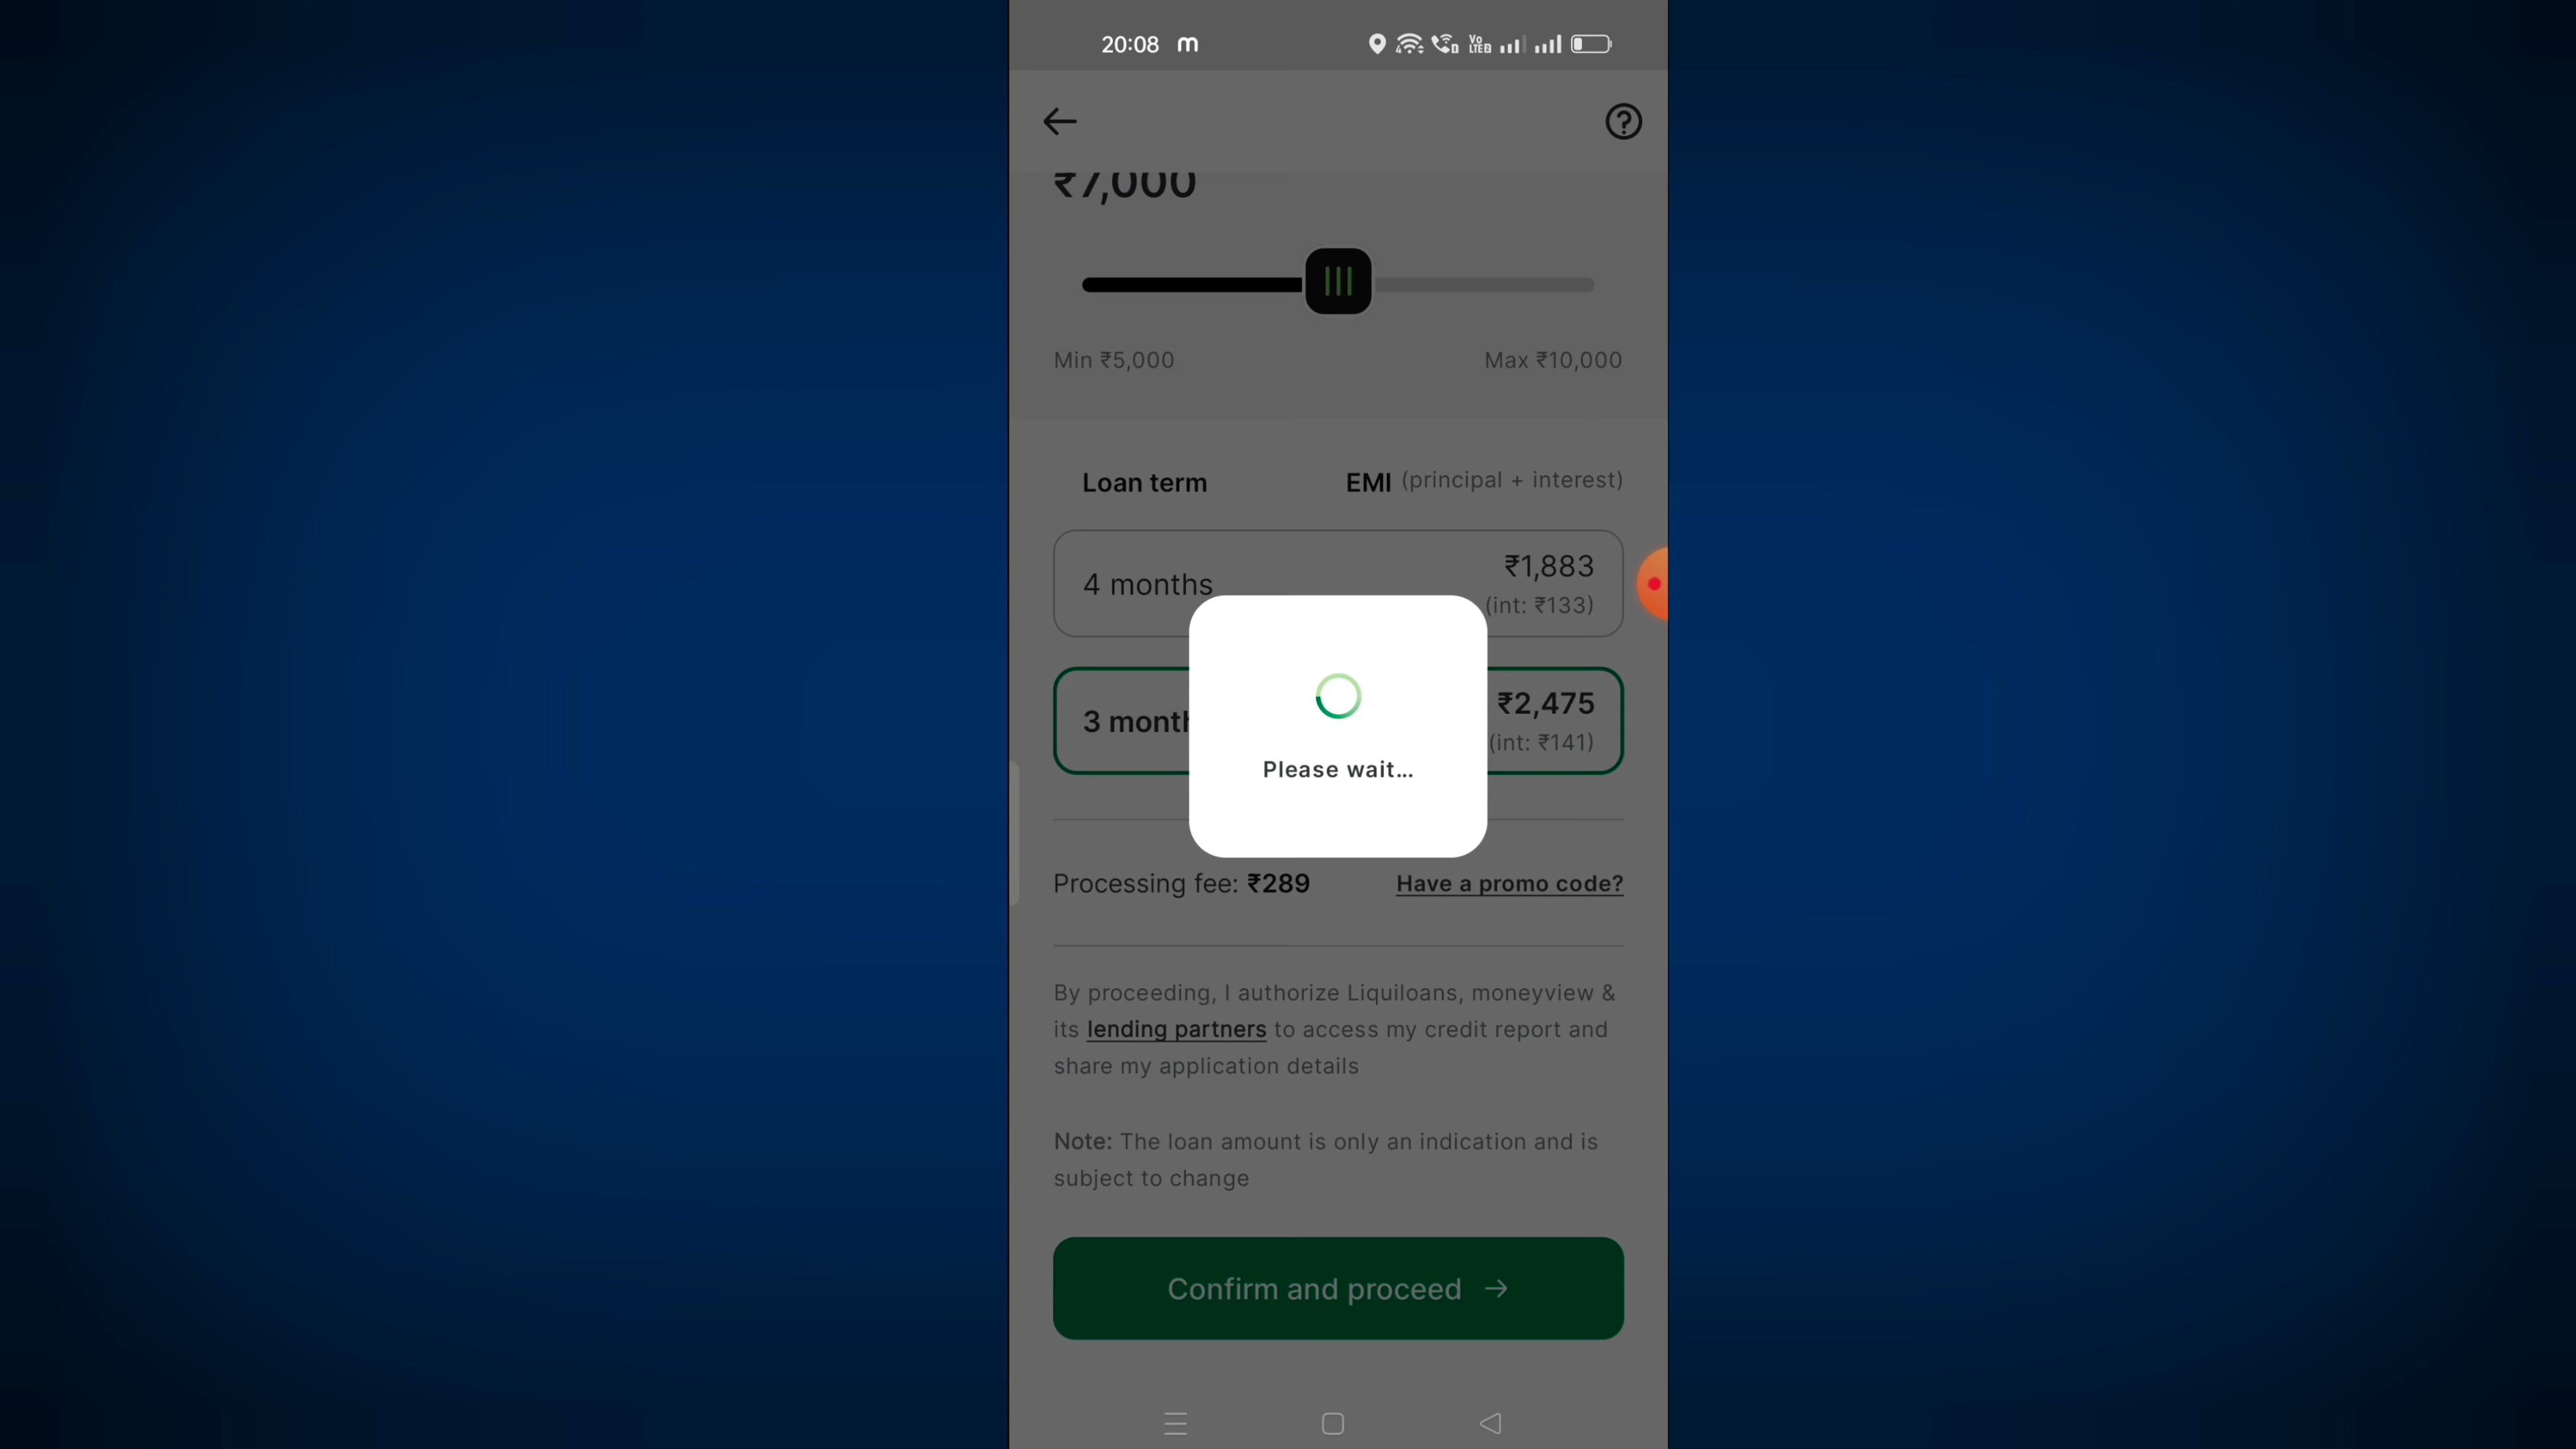 20:08 m
₹7,000
Min ₹5,000 Max ₹10,000
Loan term EMI (principal + interest)
4 months ₹1,883
(int: ₹133)
3 month ₹2,475
(int: ₹141)
Please wait...
Processing fee: ₹289 Have a promo code?
By proceeding, I authorize Liquiloans, moneyview &
its lending partners to access my credit report and
share my application details
Note: The loan amount is only an indication and is
subject to change
Confirm and proceed →